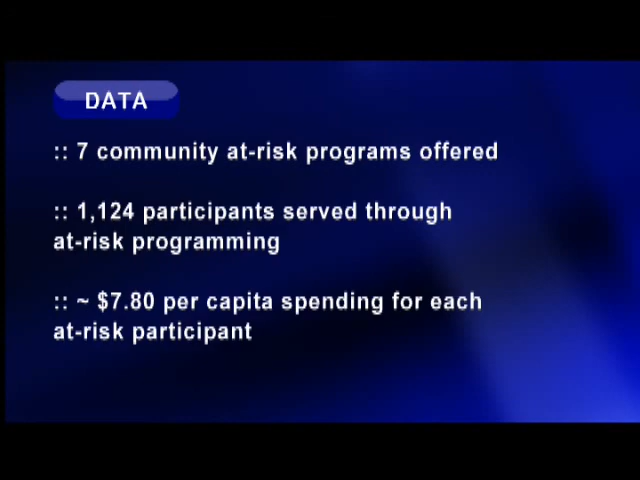 DATA
:: 7 community at-risk programs offered
:: 1,124 participants served through
at-risk programming
:: ~ $7.80 per capita spending for each
at-risk participant